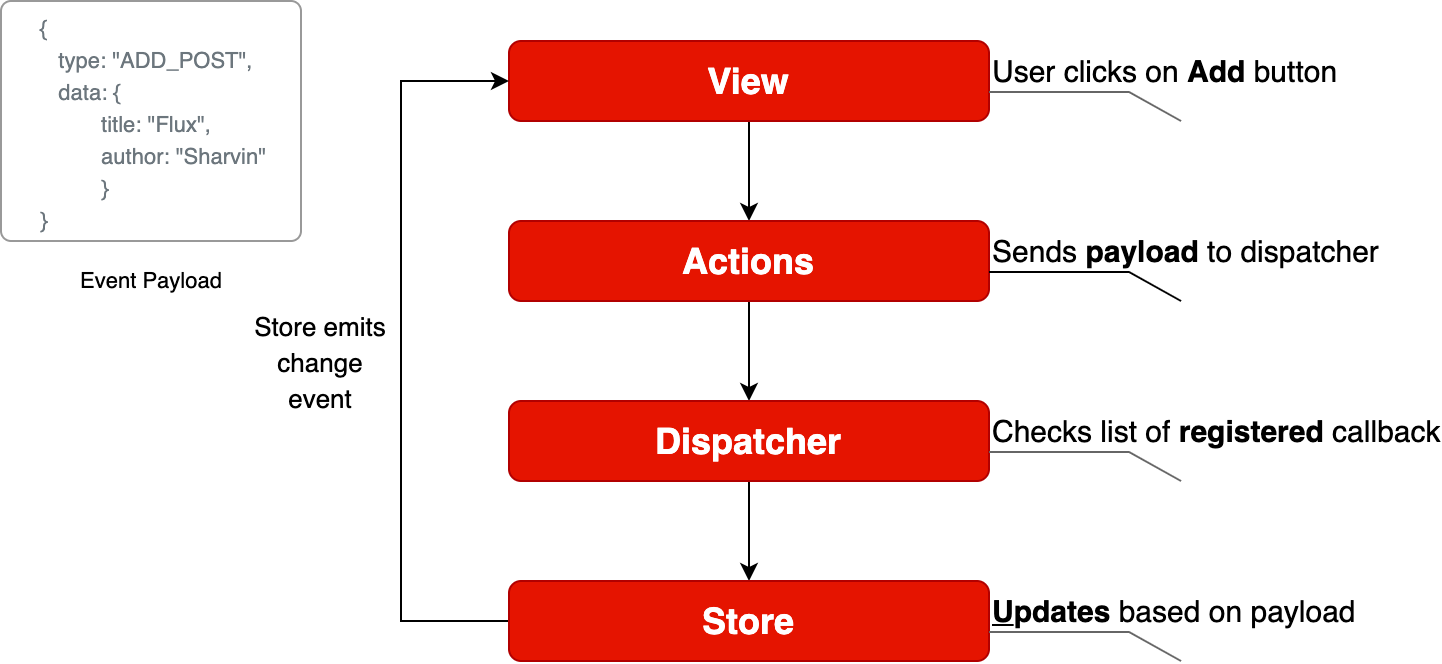 {
type: "ADD_POST",
data: {
title: "Flux",
author: "Sharvin"
}
}
Event Payload
View
User clicks on Add button
Actions
Sends payload to dispatcher
Store emits
change
event
Dispatcher
Checks list of registered callback
Store
Updates based on payload